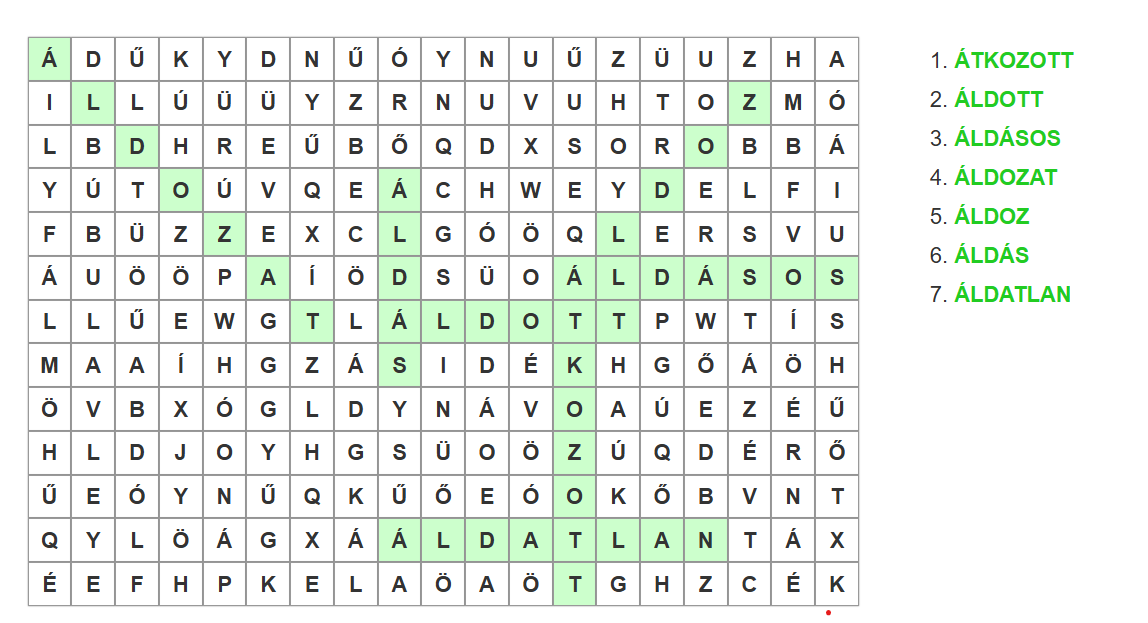 Á D Ű K Y D N Ű Ó Y N U Ű Z Ü U Z H A
I L L Ú Ü Ü Y Z R N U V U H T O Z M Ó
L B D H R E Ű B Ő Q D X S O R O B B Á
Y Ú T O Ú V Q E Á C H W E Y D E L F I
F B Ü Z Z E X C L G Ó Ö Q L E R S V U
Á U Ö Ö P A Í Ö D S Ü O Á L D Á S O S
L L Ű E W G T L Á L D O T T P W T Í S
M A A Í H G Z Á S I D É K H G Ő Á Ö H
Ö V B X Ó G L D Y N Á V O A Ú E Z É Ű
H L D J O Y H G S Ü O Ö Z Ú Q D É R Ő
Ű E Ó Y N Ű Q K Ű Ő E Ó O K Ő B V N T
Q Y L Ö Á G X Á Á L D A T L A N T Á X
É E F H P K E L A Ö A Ö T G H Z C É K
1. ÁTKOZOTT
2. ÁLDOTT
3. ÁLDÁSOS
4. ÁLDOZAT
5. ÁLDOZ
6. ÁLDÁS
7. ÁLDATLAN